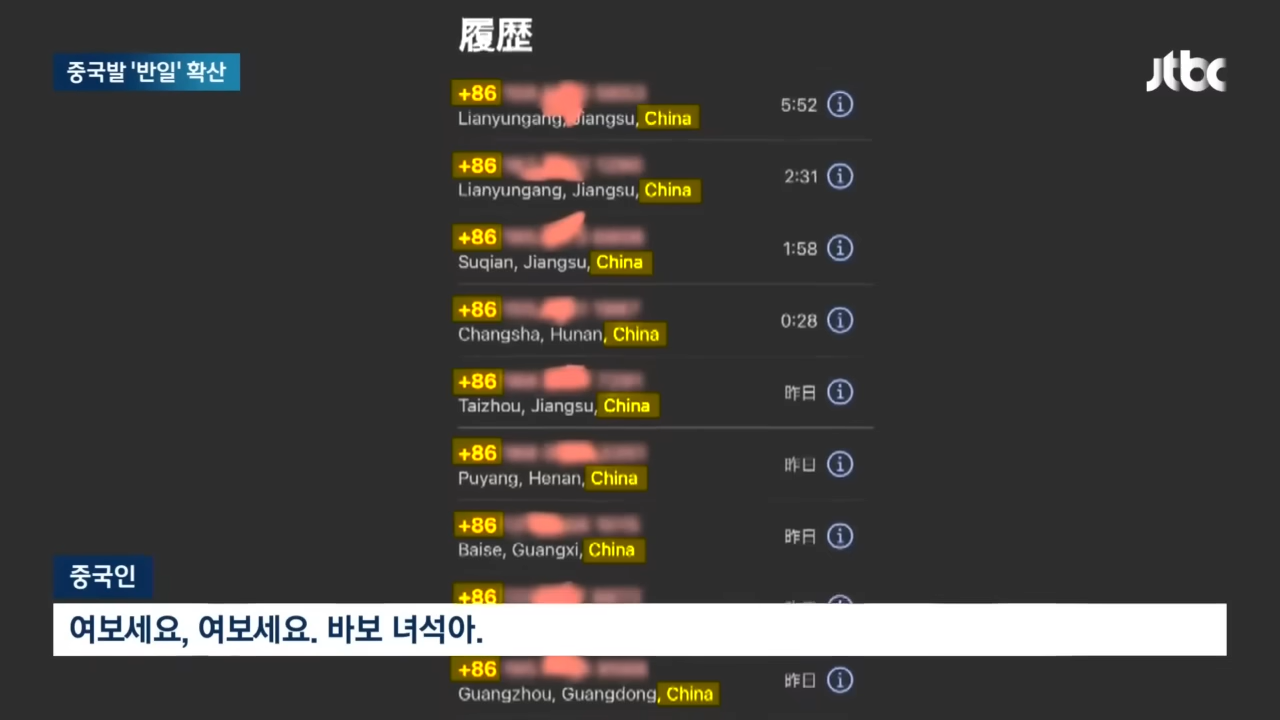 履歴
중국발 '반일' 확산
jtbc
+86
Lianyungang, Jiangsu, China
5:52
+86
Lianyungang, Jiangsu, China
2:31
+86
Suqian, Jiangsu, China
1:58
+86
Changsha, Hunan, China
0:28
+86
Taizhou, Jiangsu, China
昨日
+86
Puyang, Henan, China
昨日
+86
Baise, Guangxi, China
昨日
+86
중국인
여보세요, 여보세요. 바보 녀석아.
+86
Guangzhou, Guangdong, China
昨日